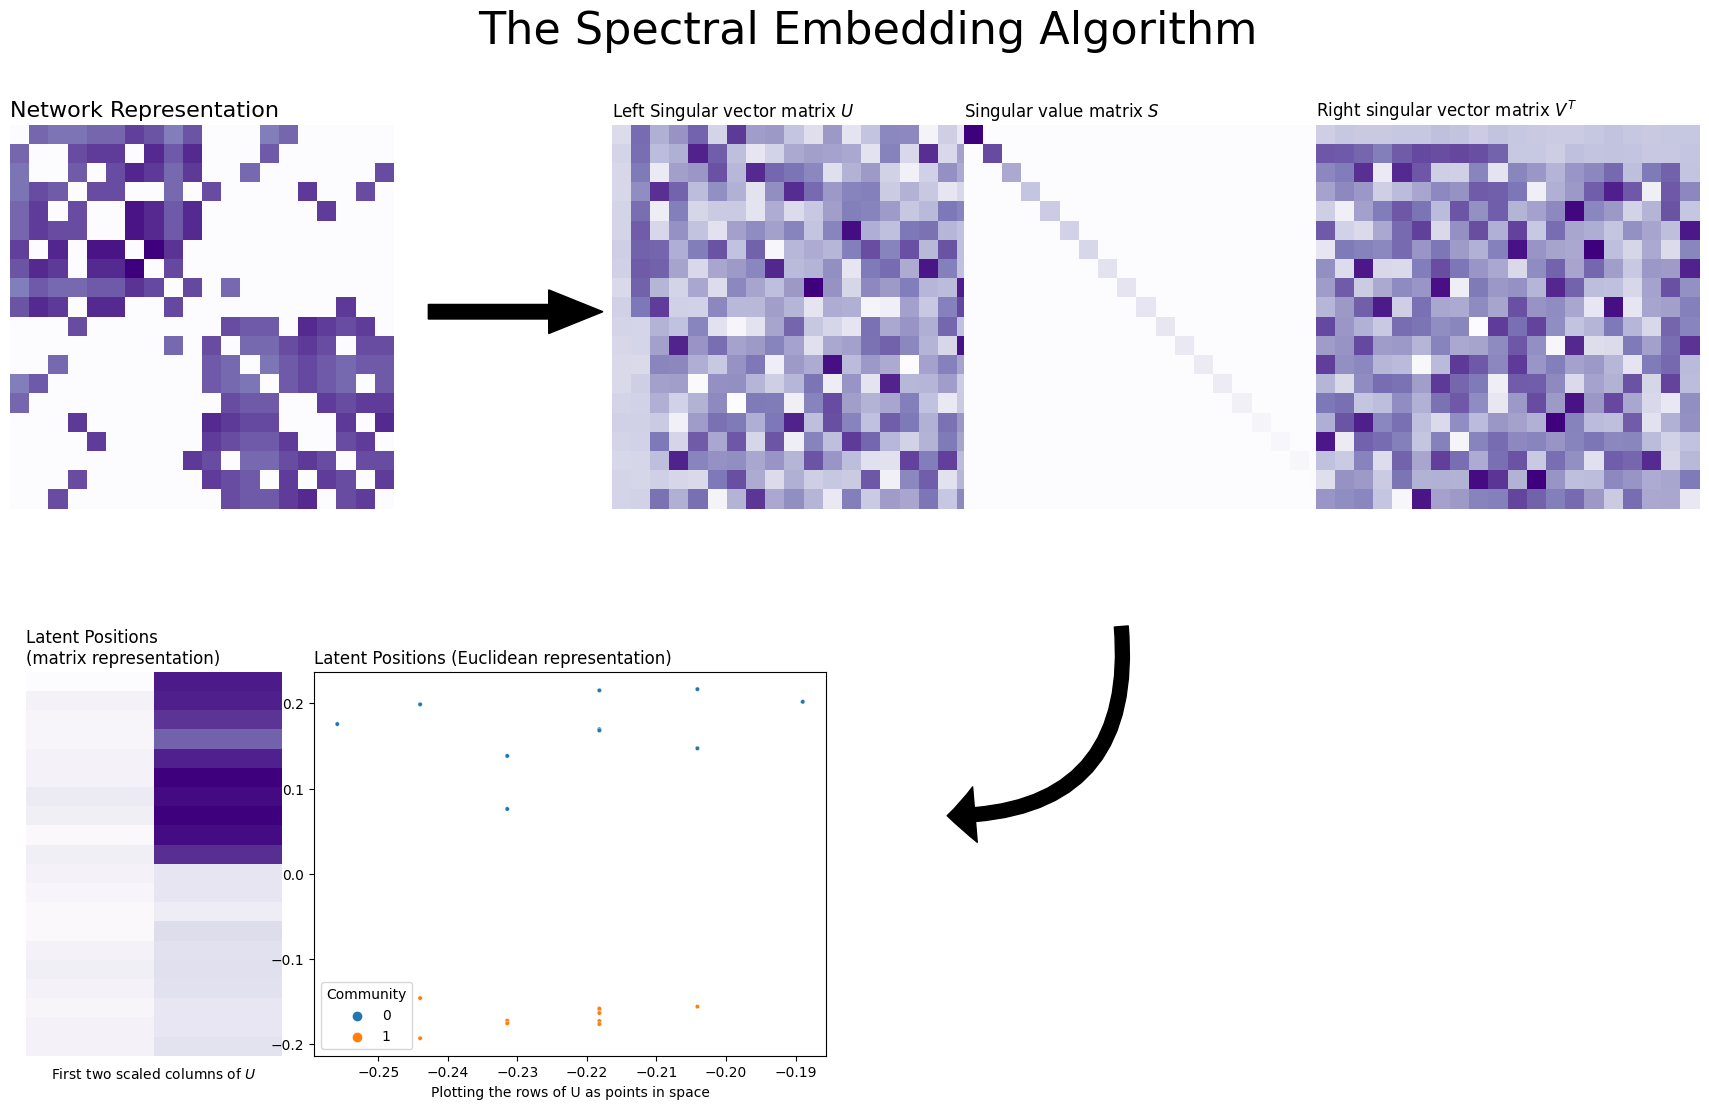 The Spectral Embedding Algorithm
Network Representation
Left Singular vector matrix U
Singular value matrix S
Right singular vector matrix V^T
Latent Positions
(matrix representation)
First two scaled columns of U
Latent Positions (Euclidean representation)
0.2
0.1
0.0
−0.1
−0.2
Community
0
1
−0.25 −0.24 −0.23 −0.22 −0.21 −0.20 −0.19
Plotting the rows of U as points in space